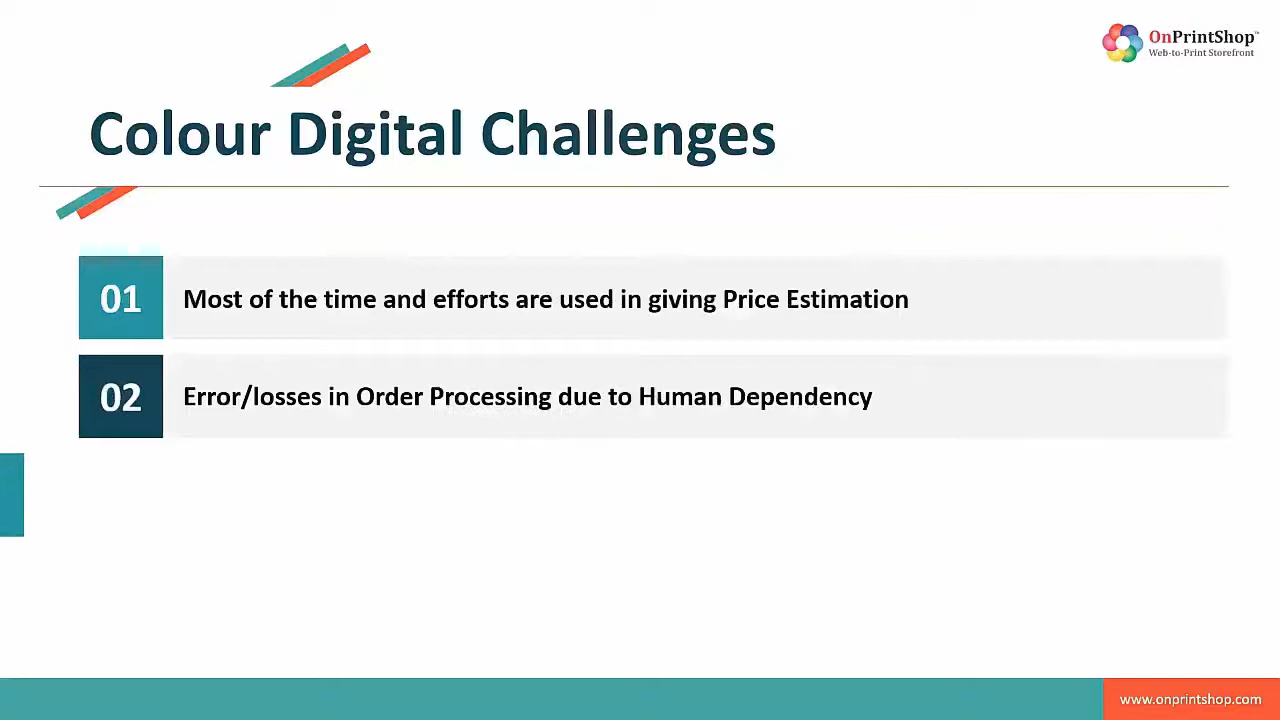 OnPrintShop™
Web-to-Print Storefront
Colour Digital Challenges
01 Most of the time and efforts are used in giving Price Estimation
02 Error/losses in Order Processing due to Human Dependency
www.onprintshop.com